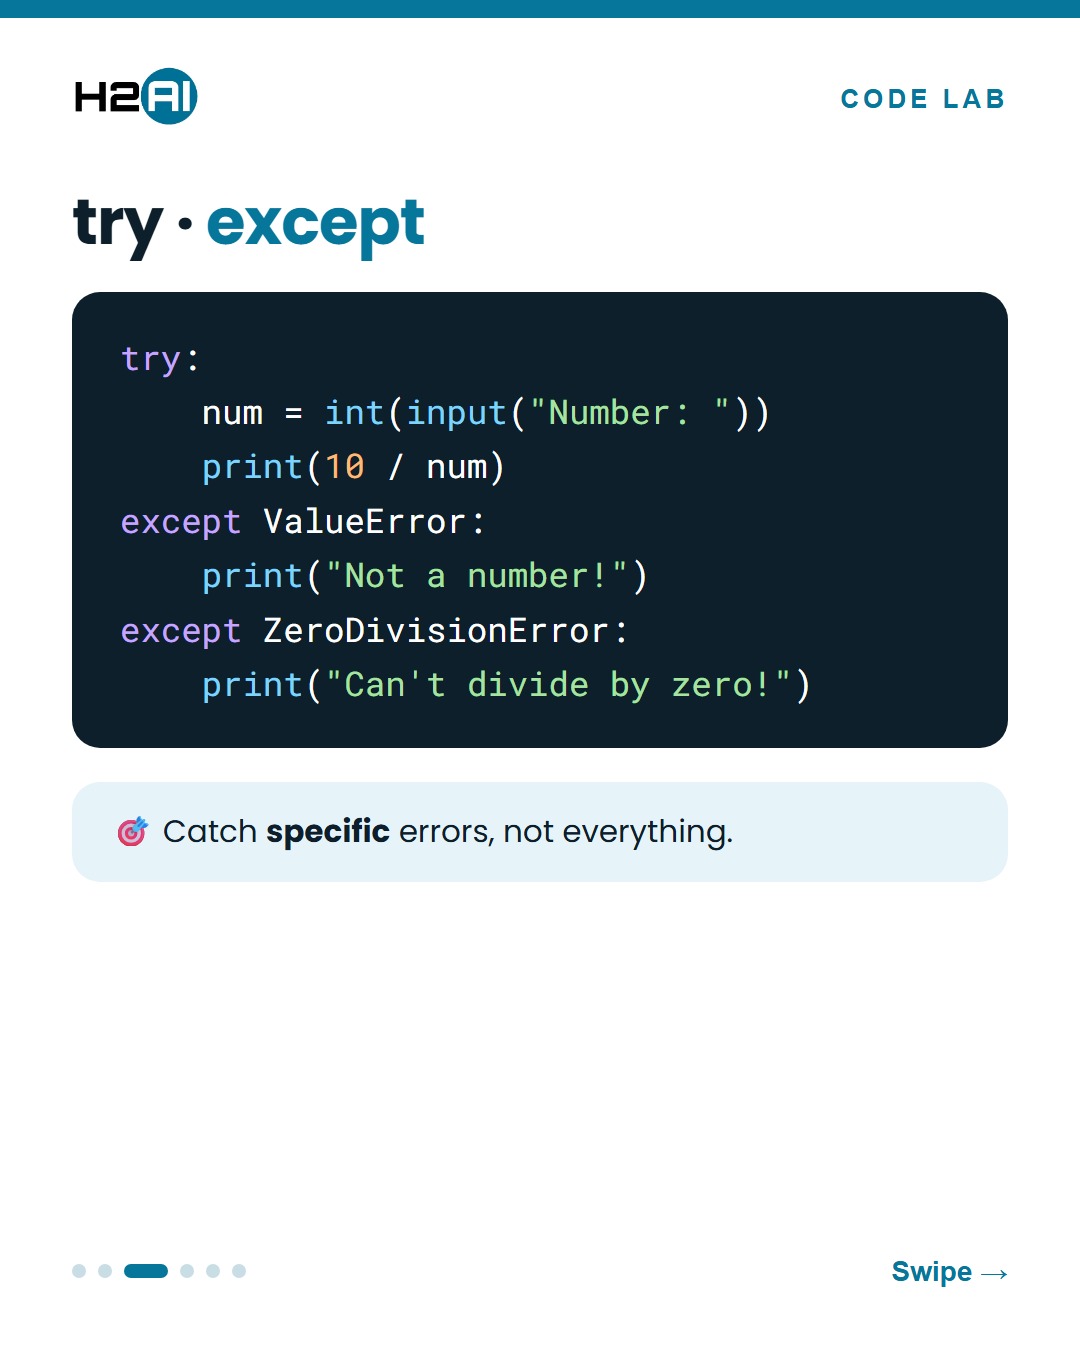 H2AI
CODE LAB
try · except
try:
    num = int(input("Number: "))
    print(10 / num)
except ValueError:
    print("Not a number!")
except ZeroDivisionError:
    print("Can't divide by zero!")
🎯 Catch specific errors, not everything.
Swipe →